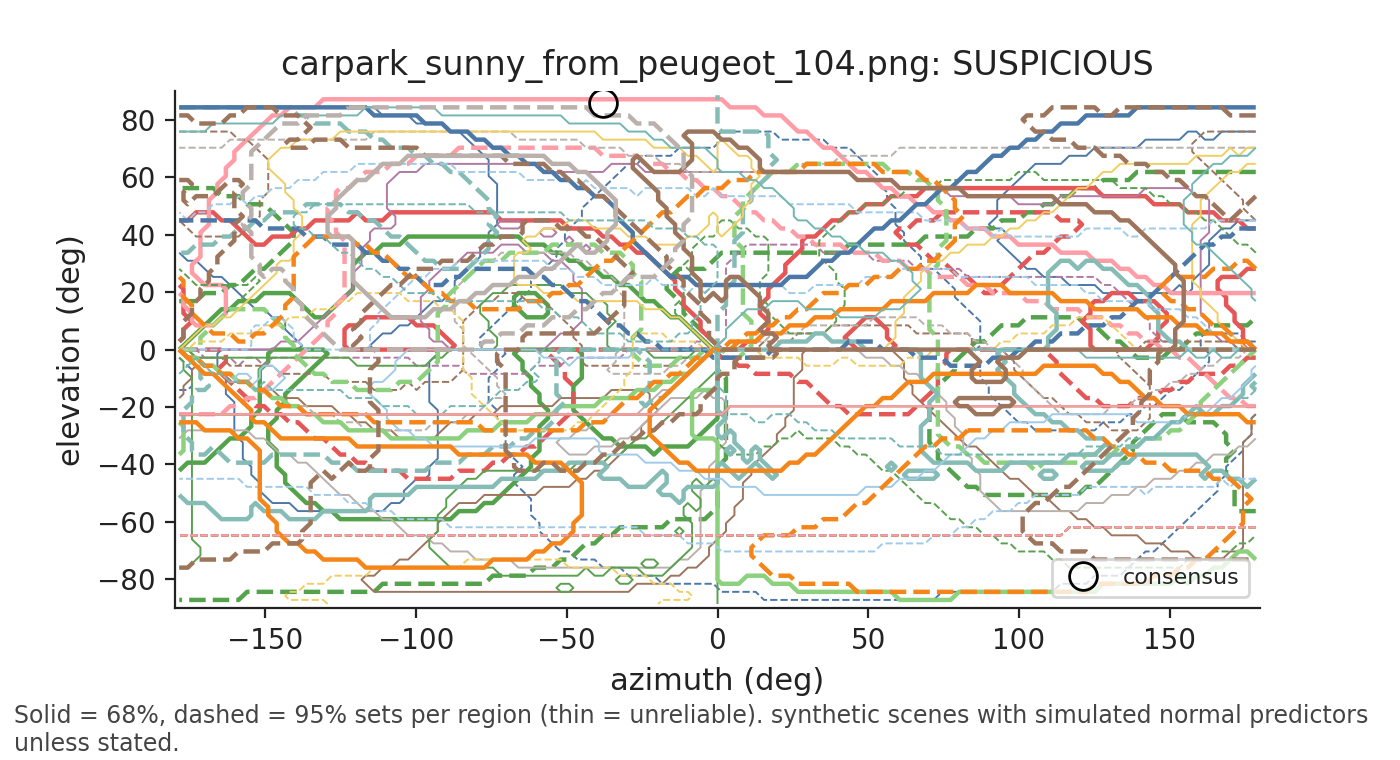 carpark_sunny_from_peugeot_104.png: SUSPICIOUS
elevation (deg)
80
60
40
20
0
−20
−40
−60
−80
consensus
−150
−100
−50
0
50
100
150
azimuth (deg)
Solid = 68%, dashed = 95% sets per region (thin = unreliable). synthetic scenes with simulated normal predictors
unless stated.